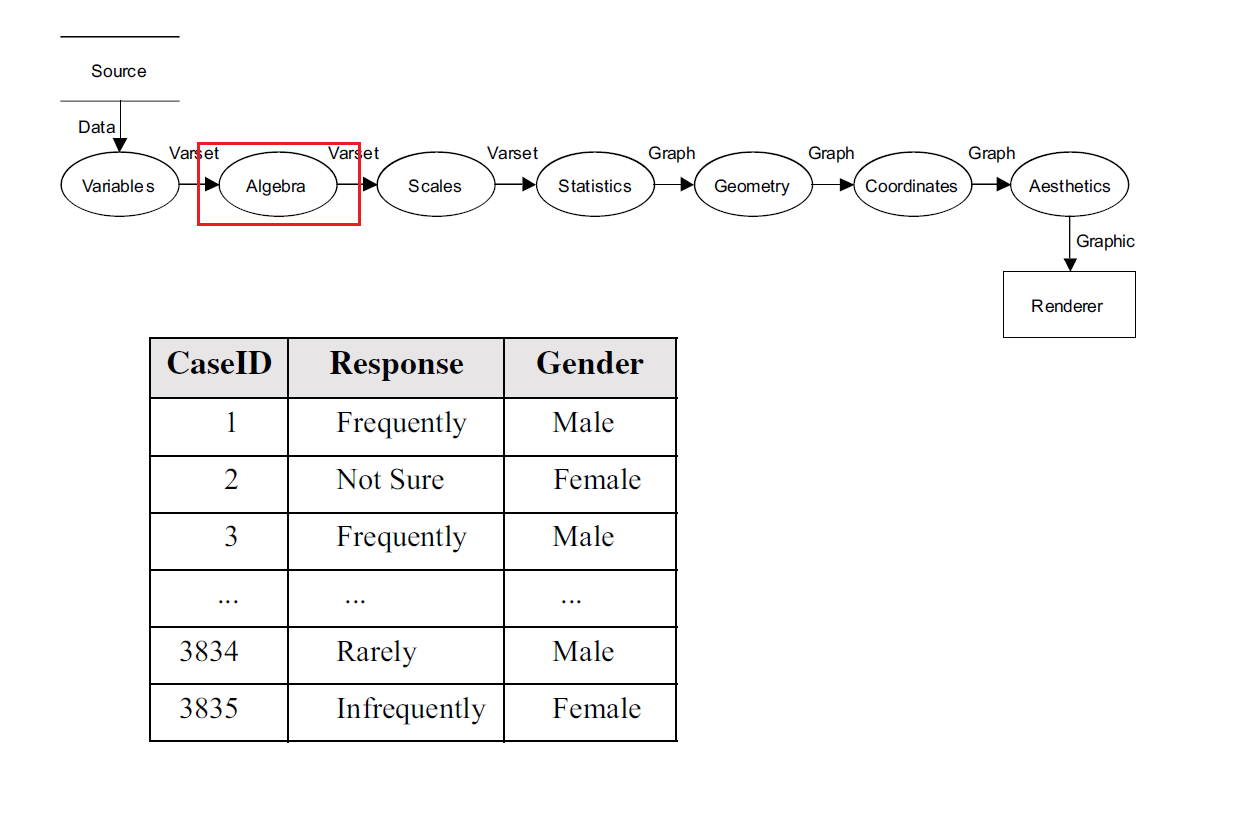 Source
Data
Varset Varset Varset Graph Graph Graph
Variables Algebra Scales Statistics Geometry Coordinates Aesthetics
Graphic
Renderer
CaseID Response Gender
1 Frequently Male
2 Not Sure Female
3 Frequently Male
... ... ...
3834 Rarely Male
3835 Infrequently Female